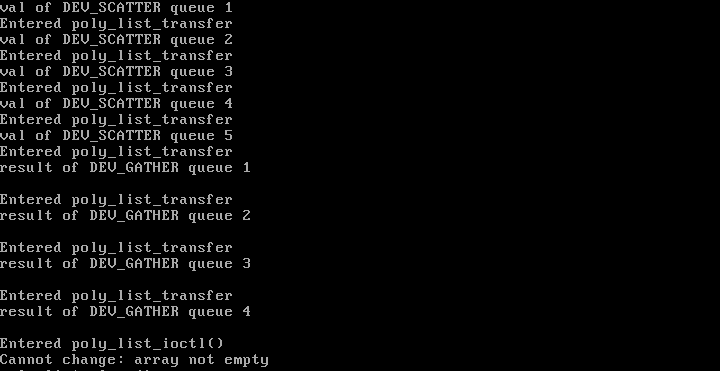 val of DEV_SCATTER queue 1
Entered poly_list_transfer
val of DEV_SCATTER queue 2
Entered poly_list_transfer
val of DEV_SCATTER queue 3
Entered poly_list_transfer
val of DEV_SCATTER queue 4
Entered poly_list_transfer
val of DEV_SCATTER queue 5
Entered poly_list_transfer
result of DEV_GATHER queue 1
Entered poly_list_transfer
result of DEV_GATHER queue 2
Entered poly_list_transfer
result of DEV_GATHER queue 3
Entered poly_list_transfer
result of DEV_GATHER queue 4
Entered poly_list_ioctl()
Cannot change: array not empty